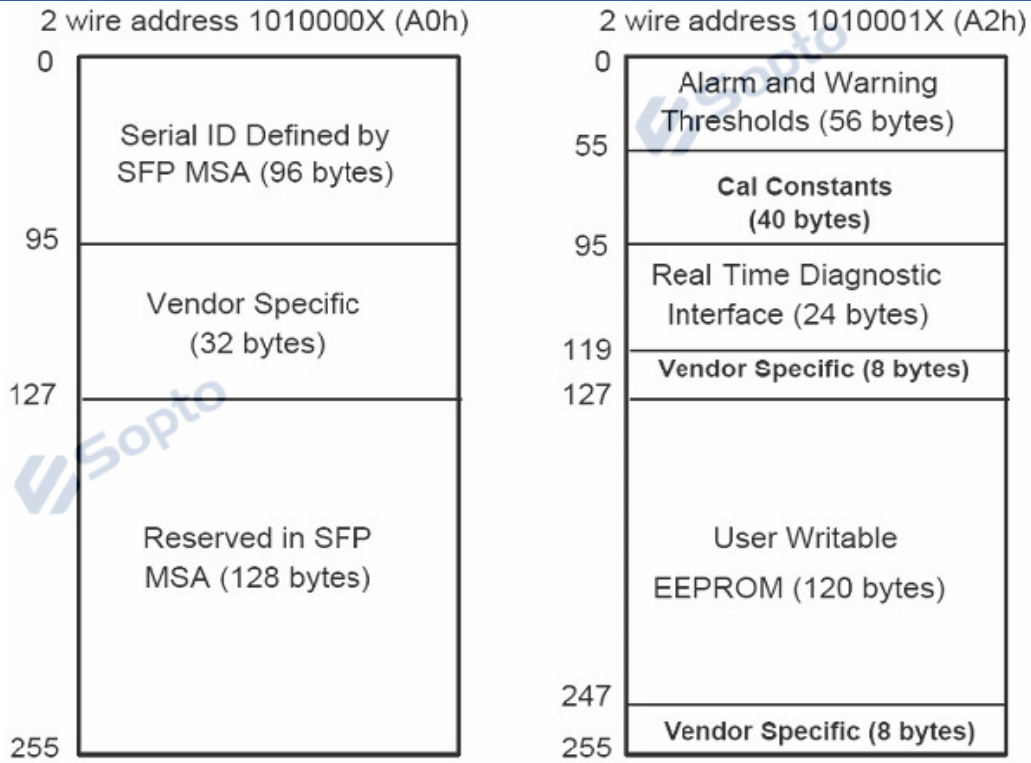 2 wire address 1010000X (A0h)
0
Serial ID Defined by
SFP MSA (96 bytes)
95
Vendor Specific
(32 bytes)
127
Reserved in SFP
MSA (128 bytes)
255
Sopto
2 wire address 1010001X (A2h)
0
Alarm and Warning
Thresholds (56 bytes)
55
Cal Constants
(40 bytes)
95
Real Time Diagnostic
Interface (24 bytes)
119
Vendor Specific (8 bytes)
127
User Writable
EEPROM (120 bytes)
247
Vendor Specific (8 bytes)
255
Sopto